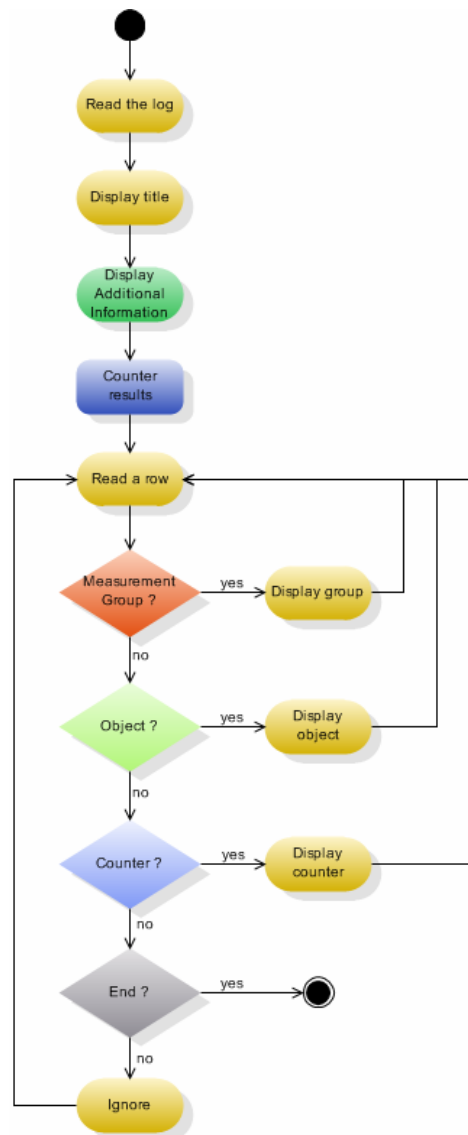 Read the log
Display title
Display
Additional
Information
Counter
results
Read a row
Measurement
Group ?
yes
Display group
no
Object ?
yes
Display
object
no
Counter ?
yes
Display
counter
no
End ?
yes
no
Ignore